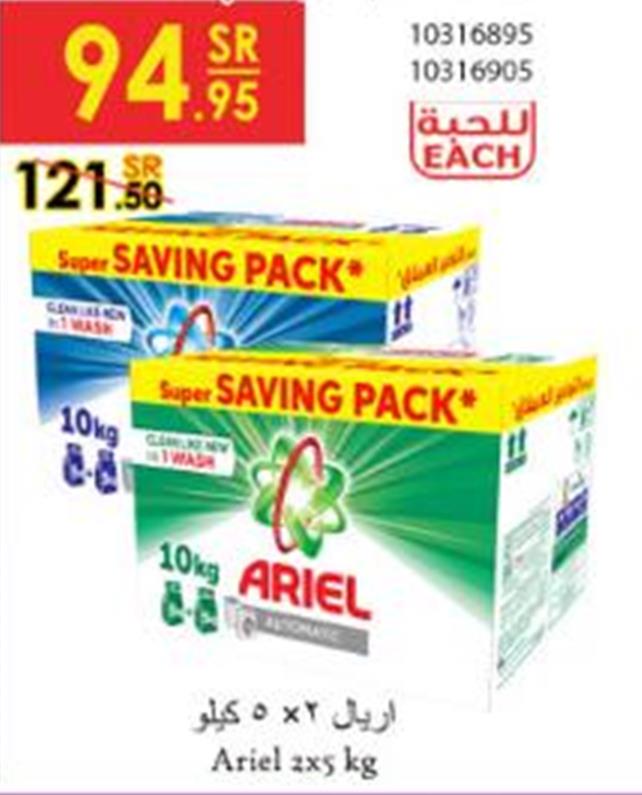 94.95 SR
10316895
10316905
للحبة
EACH
121.50 SR
Super SAVING PACK*
CLEAN LIKE NEW
in 1 WASH
10kg
Super SAVING PACK*
CLEAN LIKE NEW
in 1 WASH
10kg
ARIEL
AUTOMATIC
اريال ٢× ٥ كيلو
Ariel 2x5 kg